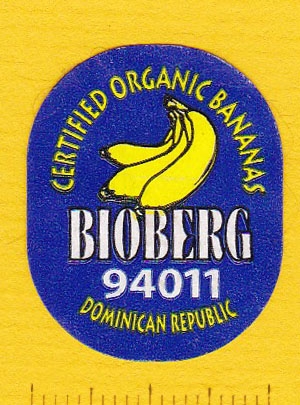 CERTIFIED ORGANIC BANANAS
BIOBERG
94011
DOMINICAN REPUBLIC